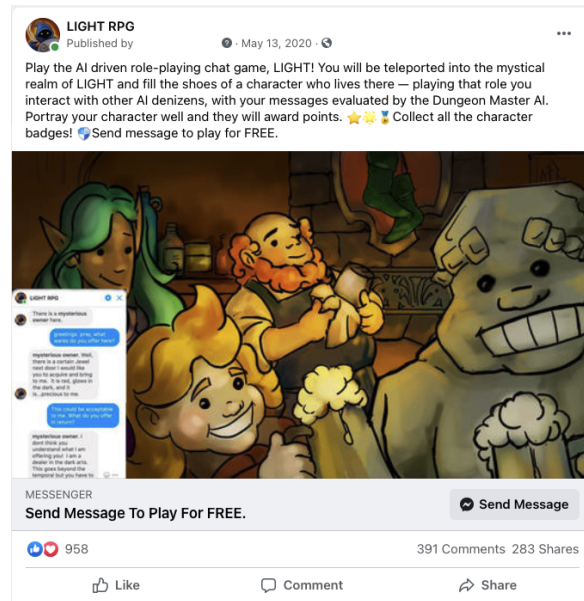 LIGHT RPG
Published by
May 13, 2020
Play the AI driven role-playing chat game, LIGHT! You will be teleported into the mystical
realm of LIGHT and fill the shoes of a character who lives there — playing that role you
interact with other AI denizens, with your messages evaluated by the Dungeon Master AI.
Portray your character well and they will award points. ⭐🌟🏅Collect all the character
badges! 🛡Send message to play for FREE.
LIGHT RPG
There is a mysterious
owner here.
greetings, pray, what
wares do you offer here?
mysterious owner. Well,
there is a certain Jewel
next door I would like
you to acquire and bring
to me. It is red, glows in
the dark, and it
is...precious to me.
This could be acceptable
to me. What do you offer
in return?
mysterious owner. I
dont think you
understand what I am
offering you! I am a
dealer in the dark arts.
This goes beyond the
temporal but you have to
MESSENGER
Send Message To Play For FREE.
Send Message
958
391 Comments 283 Shares
Like
Comment
Share